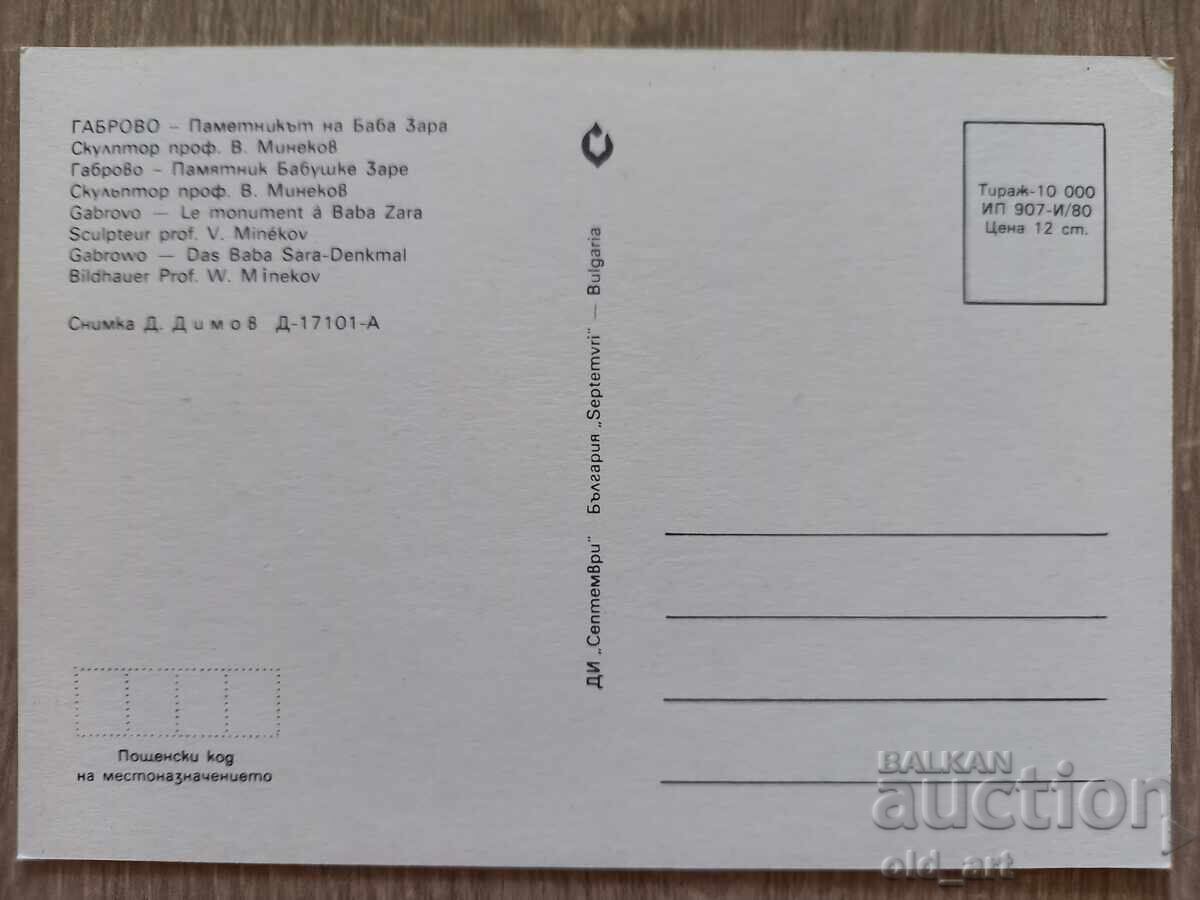 ГАБРОВО – Паметникът на Баба Зара
Скулптор проф. В. Минеков
Габрово – Памятник Бабушке Заре
Скульптор проф. В. Минеков
Gabrovo — Le monument à Baba Zara
Sculpteur prof. V. Minékov
Gabrowo — Das Baba Sara-Denkmal
Bildhauer Prof. W. Minekov
Снимка Д. Димов Д-17101-А
ДИ „Септември" България „Septemvri" — Bulgaria
Тираж-10 000
ИП 907-И/80
Цена 12 ст.
Пощенски код
на местоназначението
BALKAN
auction
old_art